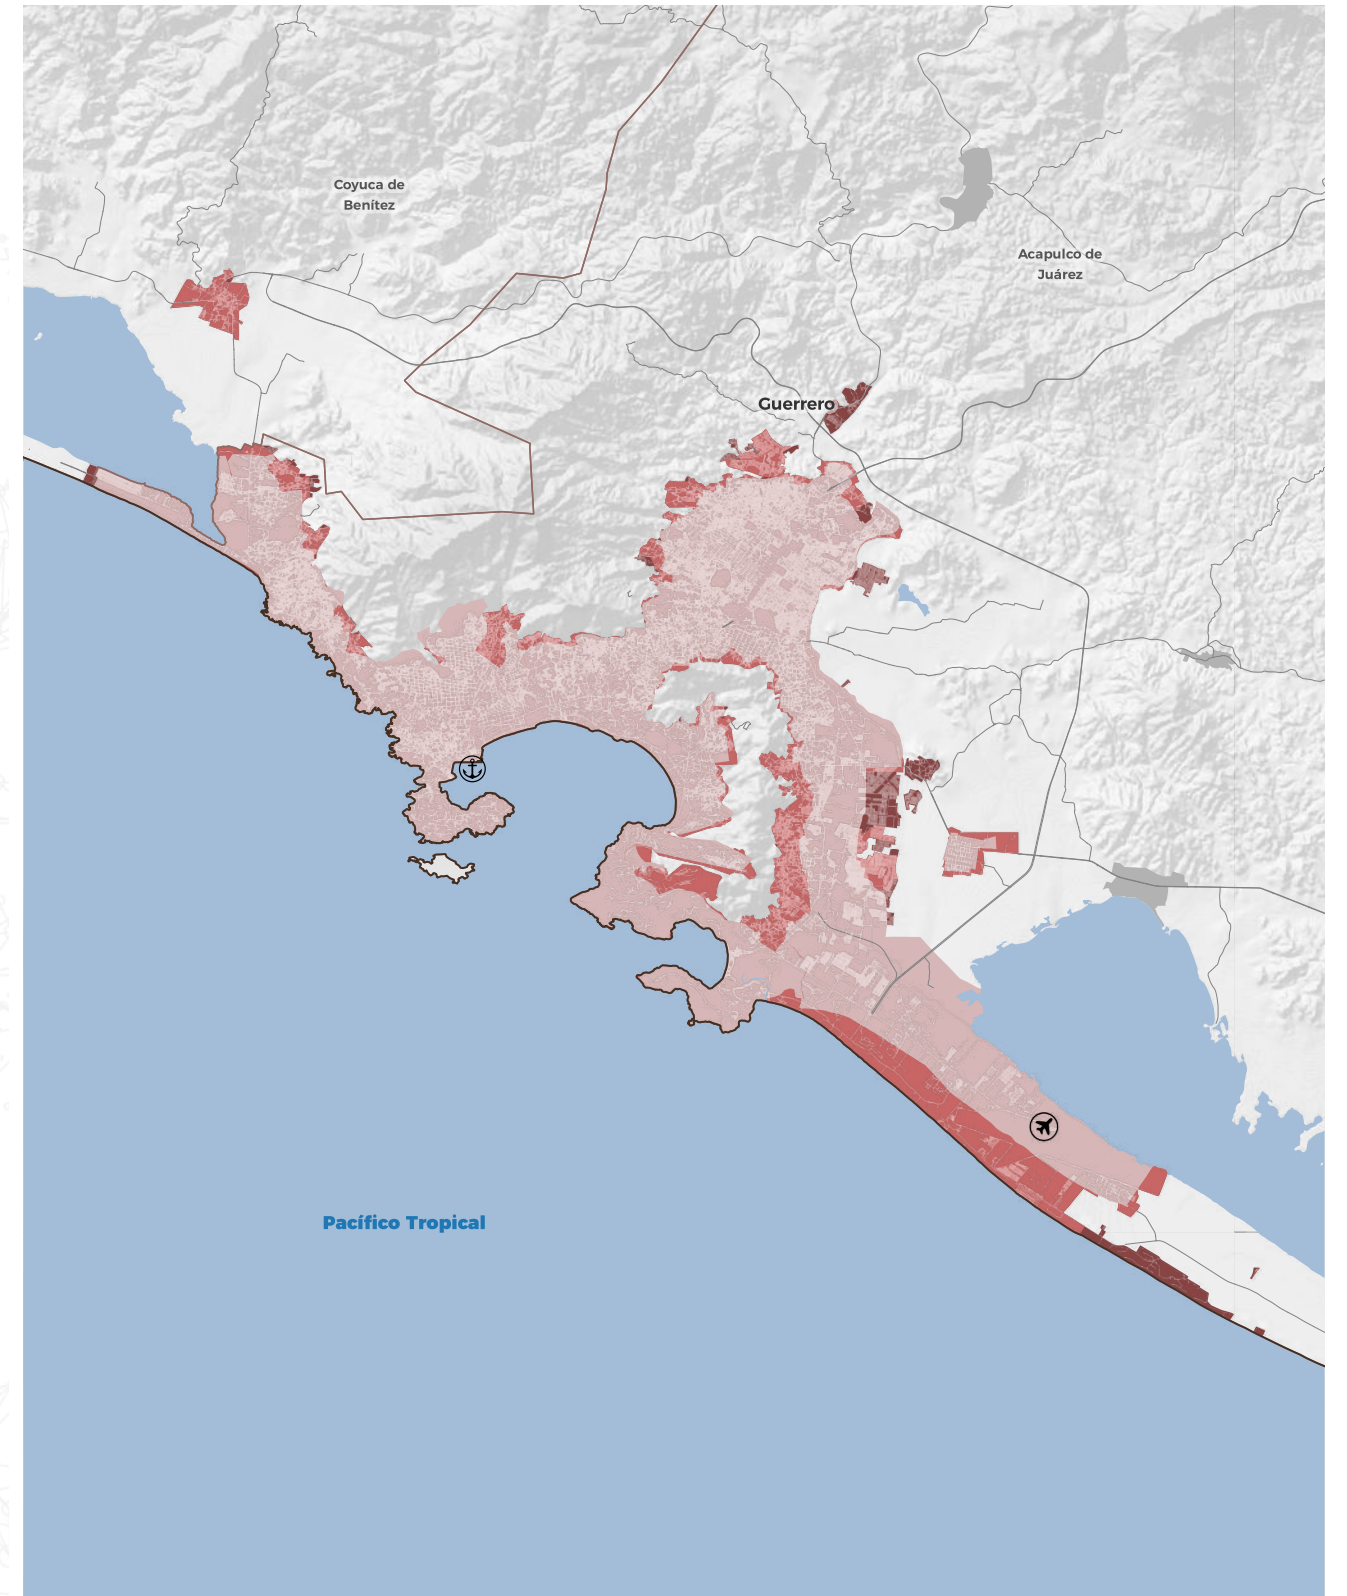 Coyuca de
Benítez
Acapulco de
Juárez
Guerrero
Pacífico Tropical